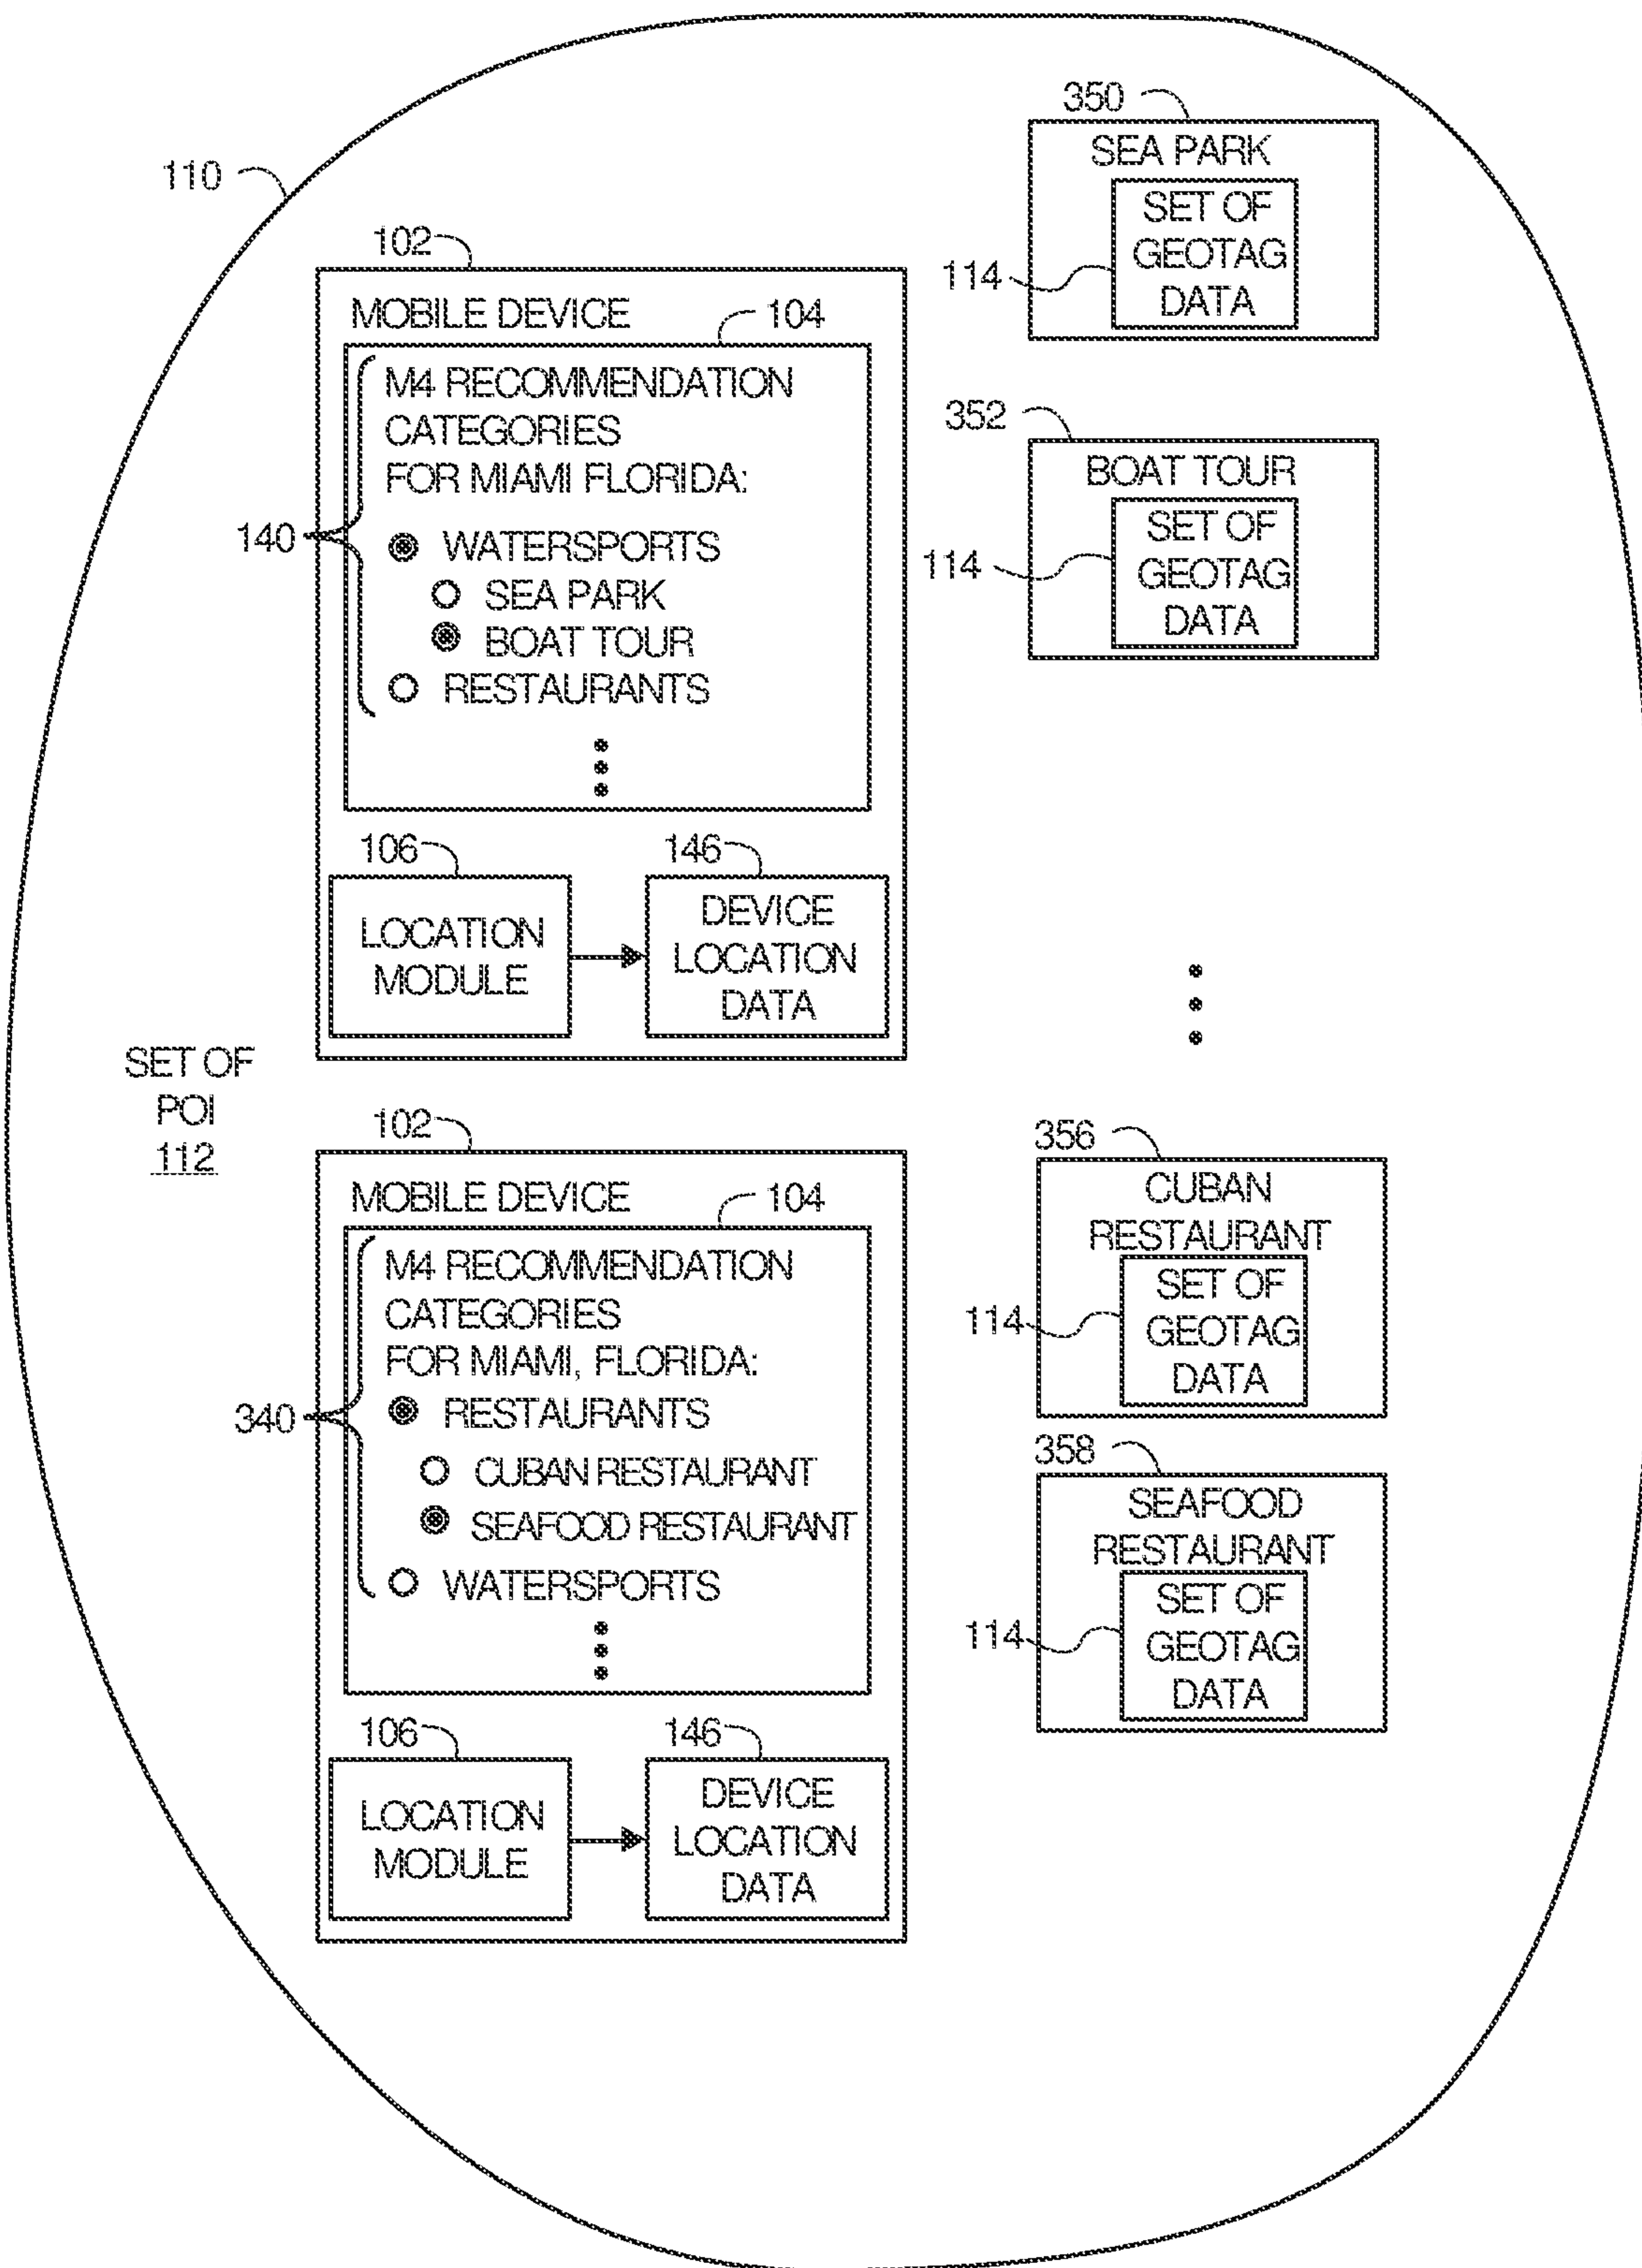 110
102
MOBILE DEVICE
104
M4 RECOMMENDATION
CATEGORIES
FOR MIAMI FLORIDA:
140
WATERSPORTS
SEA PARK
BOAT TOUR
RESTAURANTS
106
LOCATION
MODULE
146
DEVICE
LOCATION
DATA
350
SEA PARK
114
SET OF
GEOTAG
DATA
352
BOAT TOUR
114
SET OF
GEOTAG
DATA
SET OF
POI
112
102
MOBILE DEVICE
104
M4 RECOMMENDATION
CATEGORIES
FOR MIAMI, FLORIDA:
340
RESTAURANTS
CUBAN RESTAURANT
SEAFOOD RESTAURANT
WATERSPORTS
106
LOCATION
MODULE
146
DEVICE
LOCATION
DATA
356
CUBAN
RESTAURANT
114
SET OF
GEOTAG
DATA
358
SEAFOOD
RESTAURANT
114
SET OF
GEOTAG
DATA